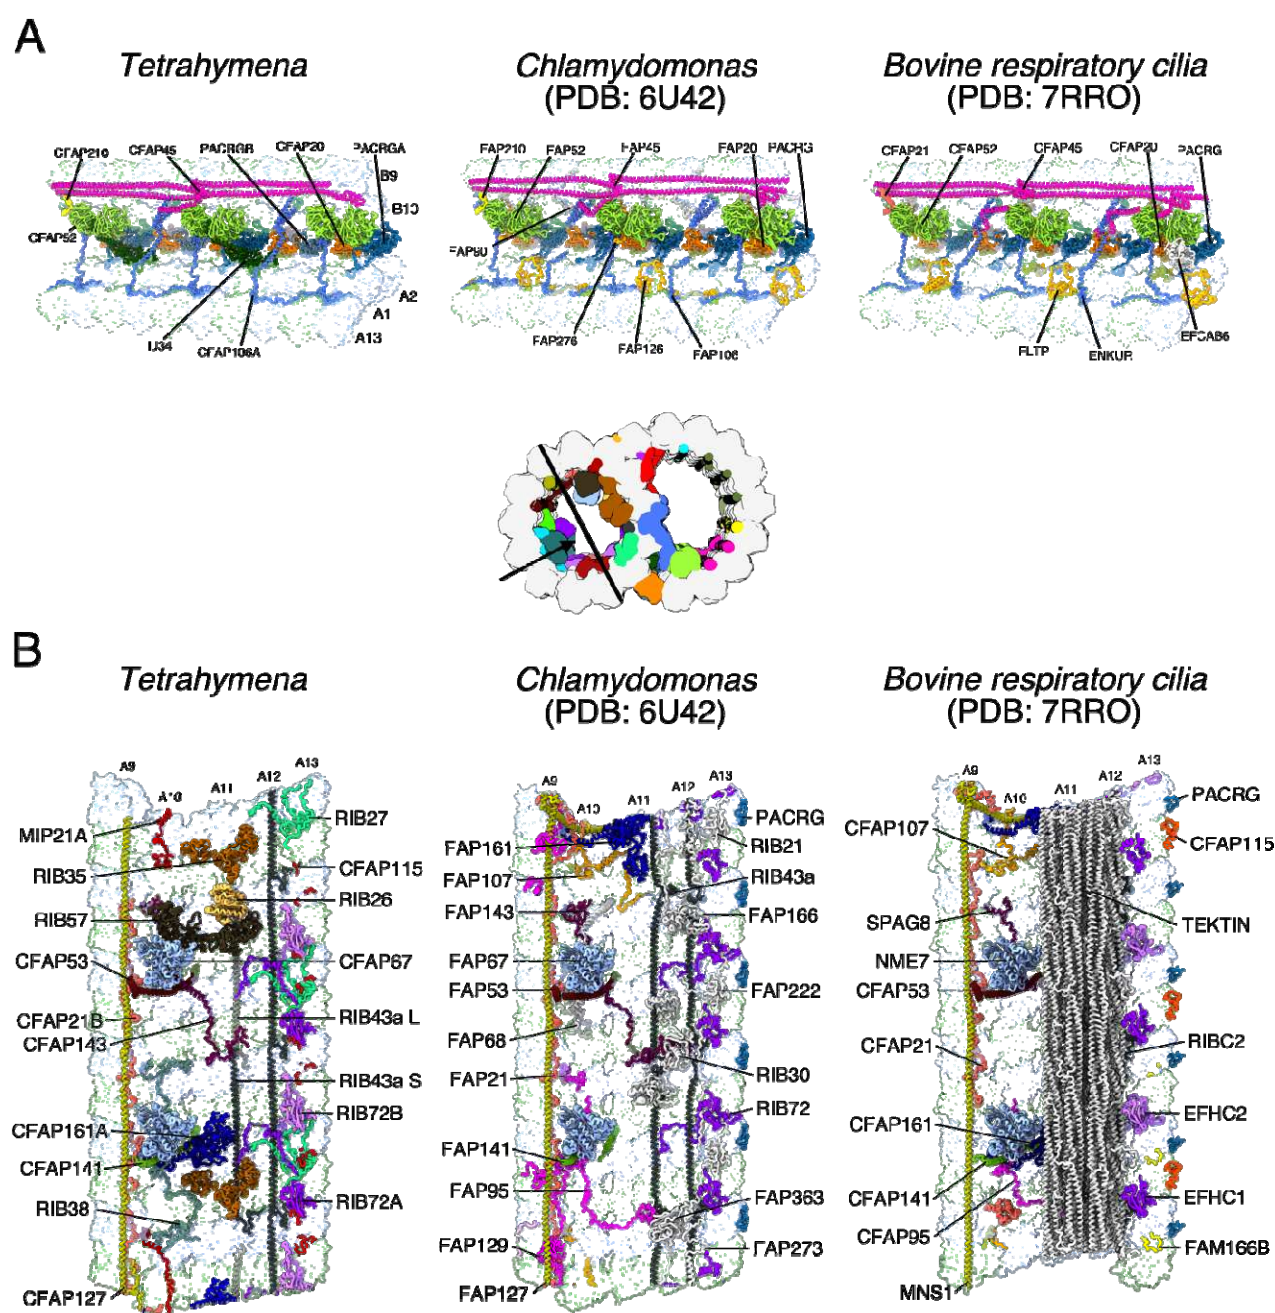 A
Tetrahymena
Chlamydomonas
(PDB: 6U42)
Bovine respiratory cilia
(PDB: 7RRO)
CFAP210
CFAP45
PACRGB
CFAP20
PACRGA
B9
B10
CFAP52
A2
A1
A13
IJ34
CFAP106A
FAP210
FAP52
FAP45
FAP20
PACRG
FAP90
FAP276
FAP126
FAP106
CFAP21
CFAP52
CFAP45
CFAP20
PACRG
FLTP
ENKUR
EFCAB6
B
Tetrahymena
Chlamydomonas
(PDB: 6U42)
Bovine respiratory cilia
(PDB: 7RRO)
A9
A10
A11
A12
A13
MIP21A
RIB35
RIB57
CFAP53
CFAP21B
CFAP143
CFAP161A
CFAP141
RIB38
CFAP127
RIB27
CFAP115
RIB26
CFAP67
RIB43a L
RIB43a S
RIB72B
RIB72A
A9
A10
A11
A12
A13
FAP161
FAP107
FAP143
FAP67
FAP53
FAP68
FAP21
FAP141
FAP95
FAP129
FAP127
PACRG
RIB21
RIB43a
FAP166
FAP222
RIB30
RIB72
FAP363
FAP273
A9
A10
A11
A12
A13
CFAP107
SPAG8
NME7
CFAP53
CFAP21
CFAP161
CFAP141
CFAP95
MNS1
PACRG
CFAP115
TEKTIN
RIBC2
EFHC2
EFHC1
FAM166B